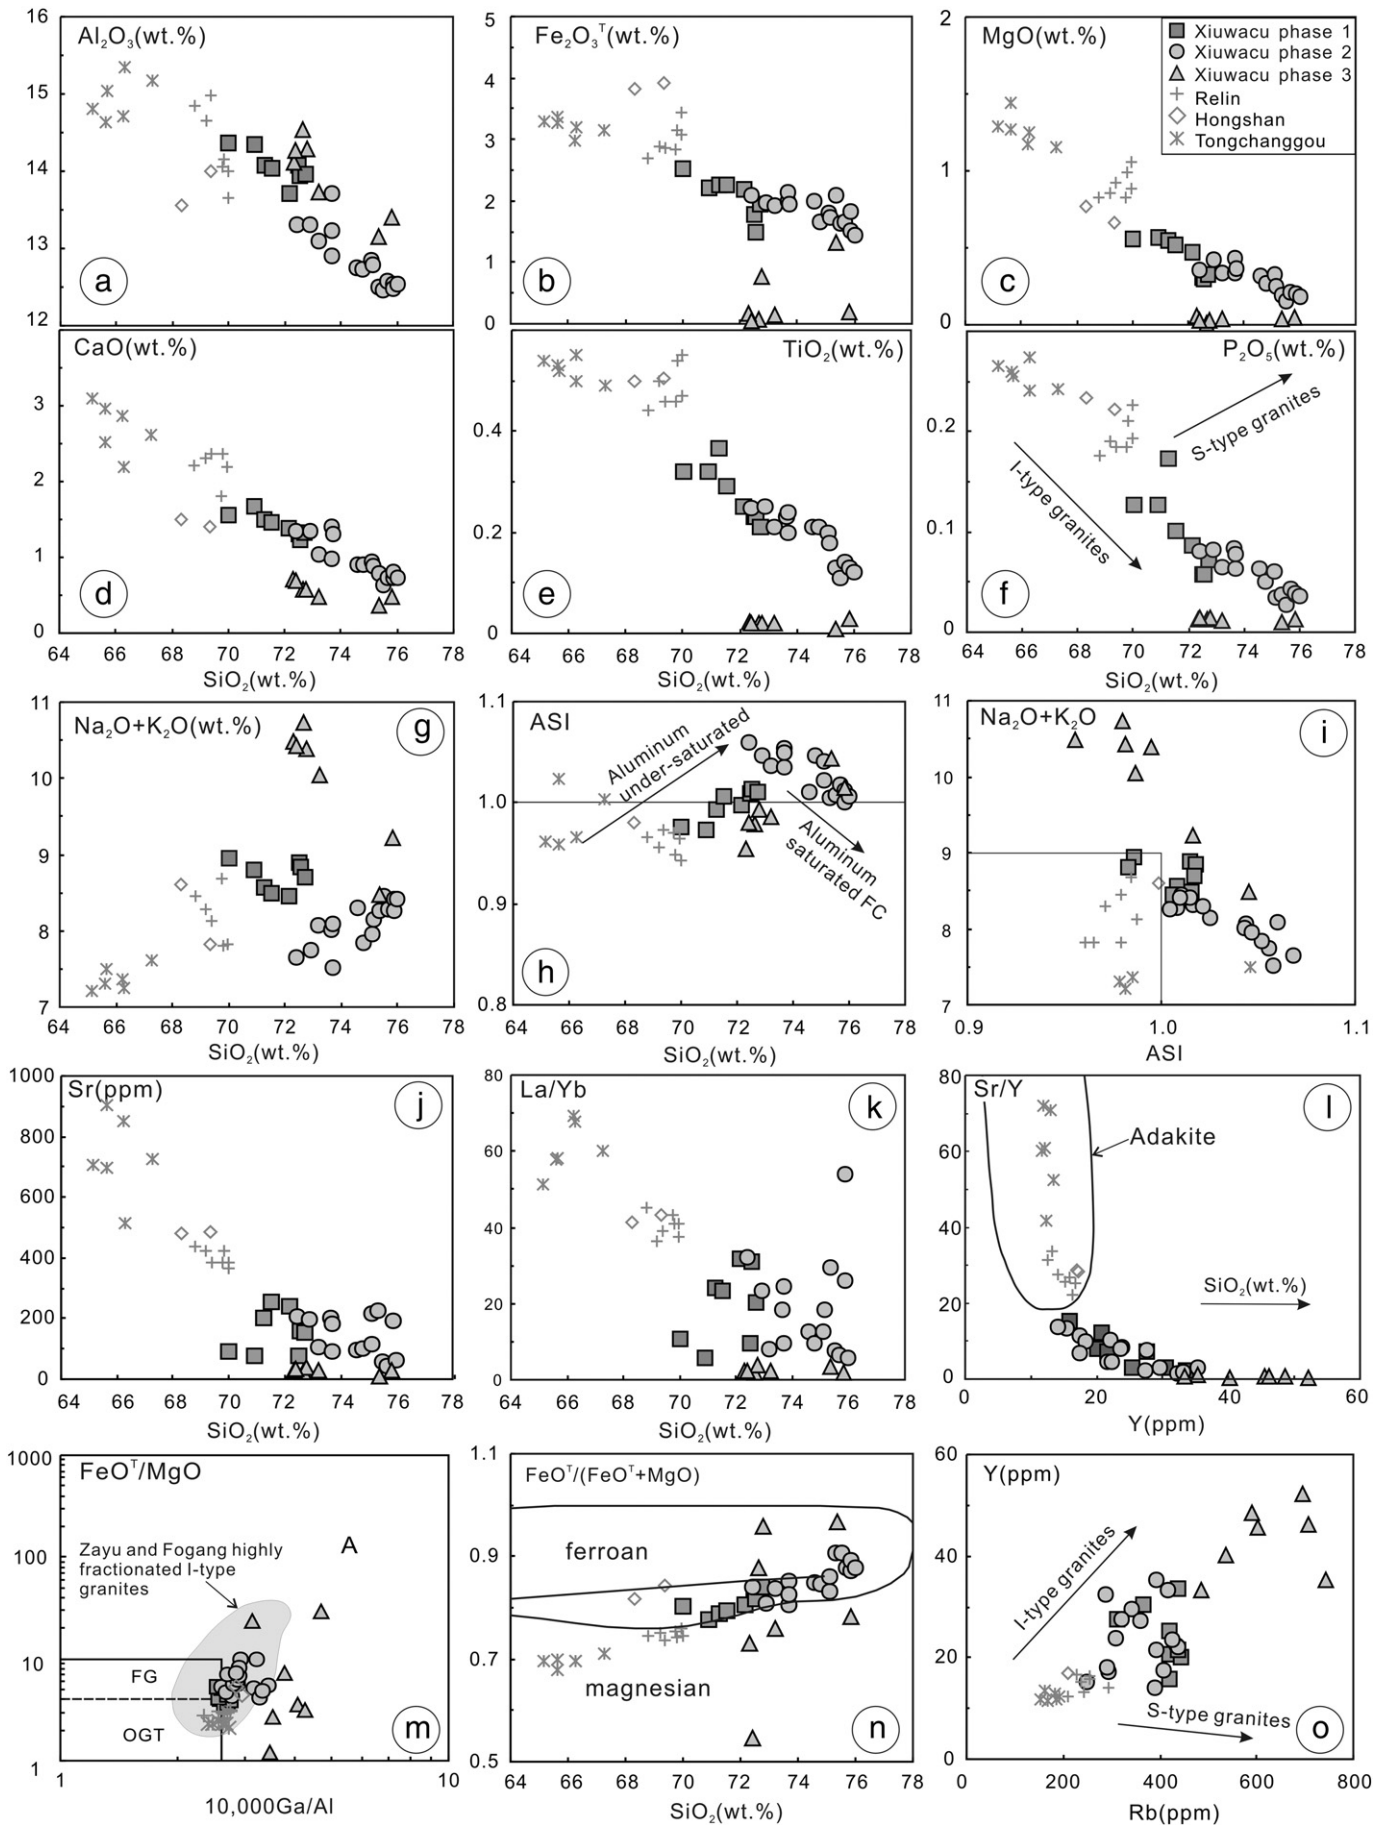 Al₂O₃(wt.%)
16
15
14
13
12
a
Fe₂O₃ᵀ(wt.%)
5
4
3
2
1
0
b
MgO(wt.%)
2
1
0
c
Xiuwacu phase 1
Xiuwacu phase 2
Xiuwacu phase 3
Relin
Hongshan
Tongchanggou
CaO(wt.%)
3
2
1
0
d
64 66 68 70 72 74 76 78
SiO₂(wt.%)
TiO₂(wt.%)
0.4
0.2
0
e
64 66 68 70 72 74 76 78
P₂O₅(wt.%)
0.2
0.1
0
S-type granites
I-type granites
f
64 66 68 70 72 74 76 78
SiO₂(wt.%)
Na₂O+K₂O(wt.%)
11
10
9
8
7
g
64 66 68 70 72 74 76 78
SiO₂(wt.%)
ASI
1.1
1.0
0.9
0.8
Aluminum
under-saturated
Aluminum
saturated FC
h
64 66 68 70 72 74 76 78
SiO₂(wt.%)
Na₂O+K₂O
11
10
9
8
7
i
0.9 1.0 1.1
ASI
Sr(ppm)
1000
800
600
400
200
0
j
64 66 68 70 72 74 76 78
SiO₂(wt.%)
La/Yb
80
60
40
20
0
k
64 66 68 70 72 74 76 78
SiO₂(wt.%)
Sr/Y
80
60
40
20
0
Adakite
SiO₂(wt.%)
l
0 20 40 60
Y(ppm)
FeOᵀ/MgO
1000
100
10
1
Zayu and Fogang highly
fractionated I-type
granites
A
FG
OGT
m
1 10
10,000Ga/Al
FeOᵀ/(FeOᵀ+MgO)
1.1
0.9
0.7
0.5
ferroan
magnesian
n
64 66 68 70 72 74 76 78
SiO₂(wt.%)
Y(ppm)
60
40
20
0
I-type granites
S-type granites
o
0 200 400 600 800
Rb(ppm)